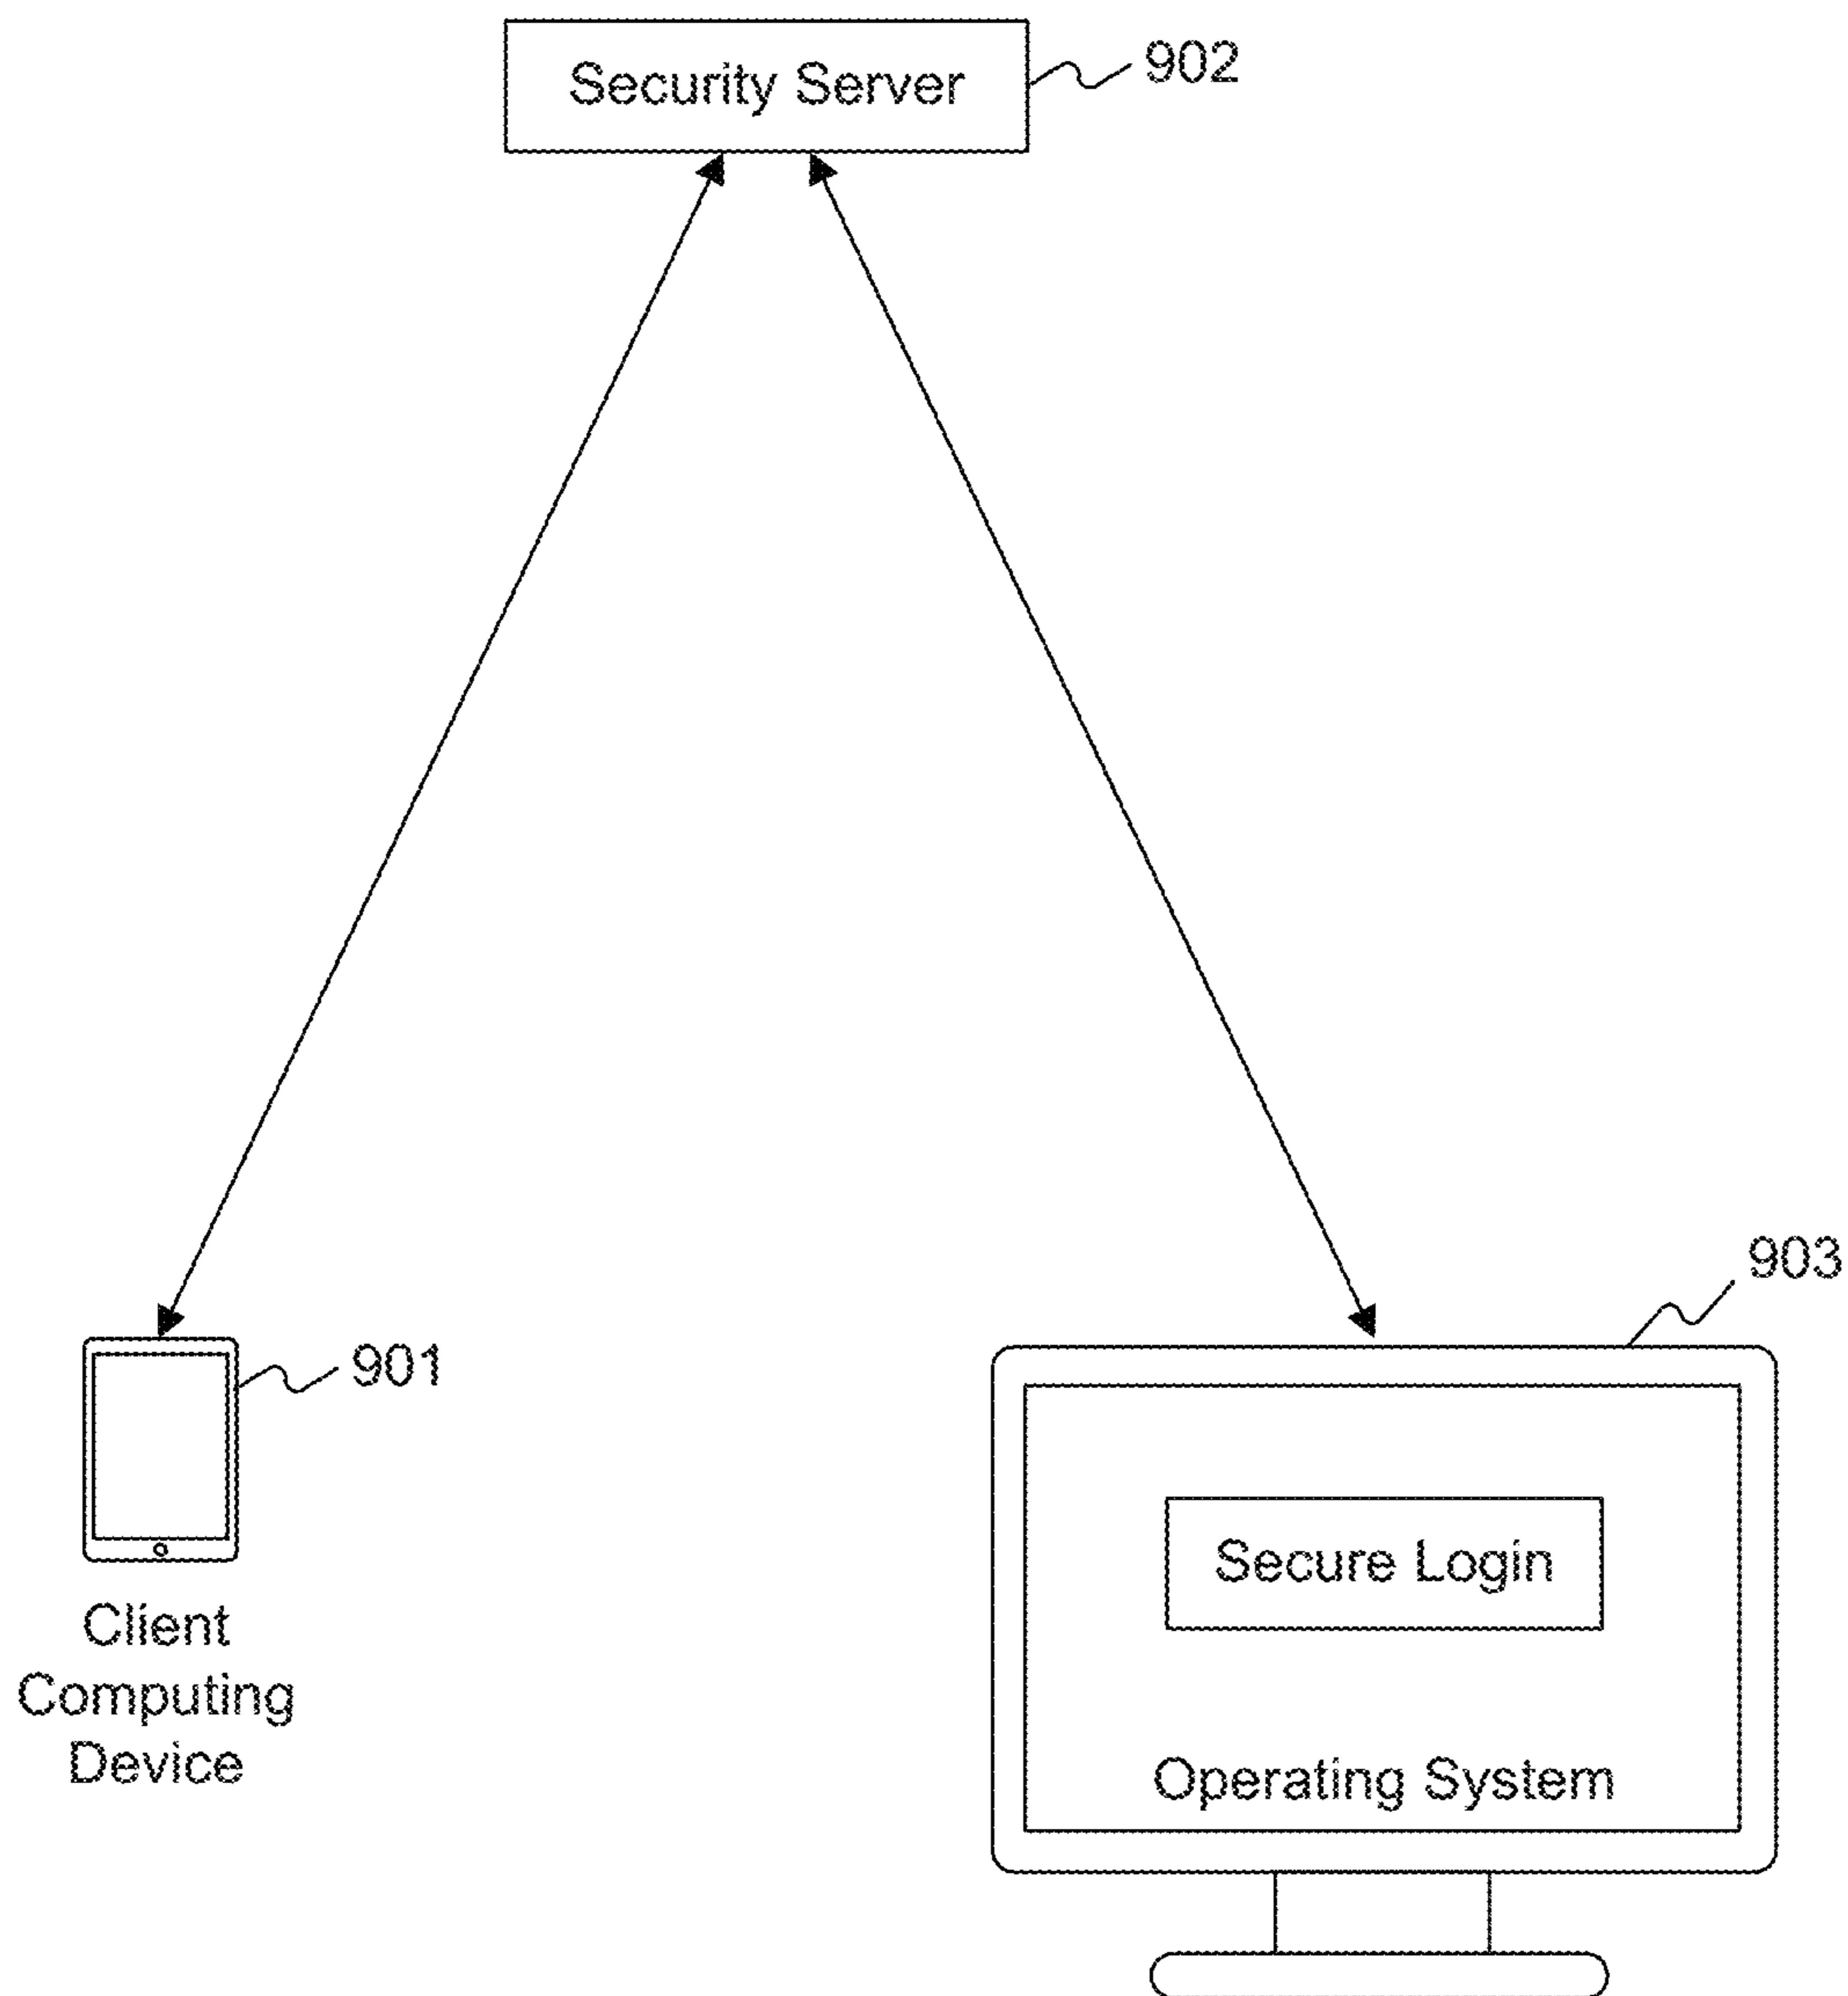 Security Server
902
903
901
Client
Computing
Device
Secure Login
Operating System